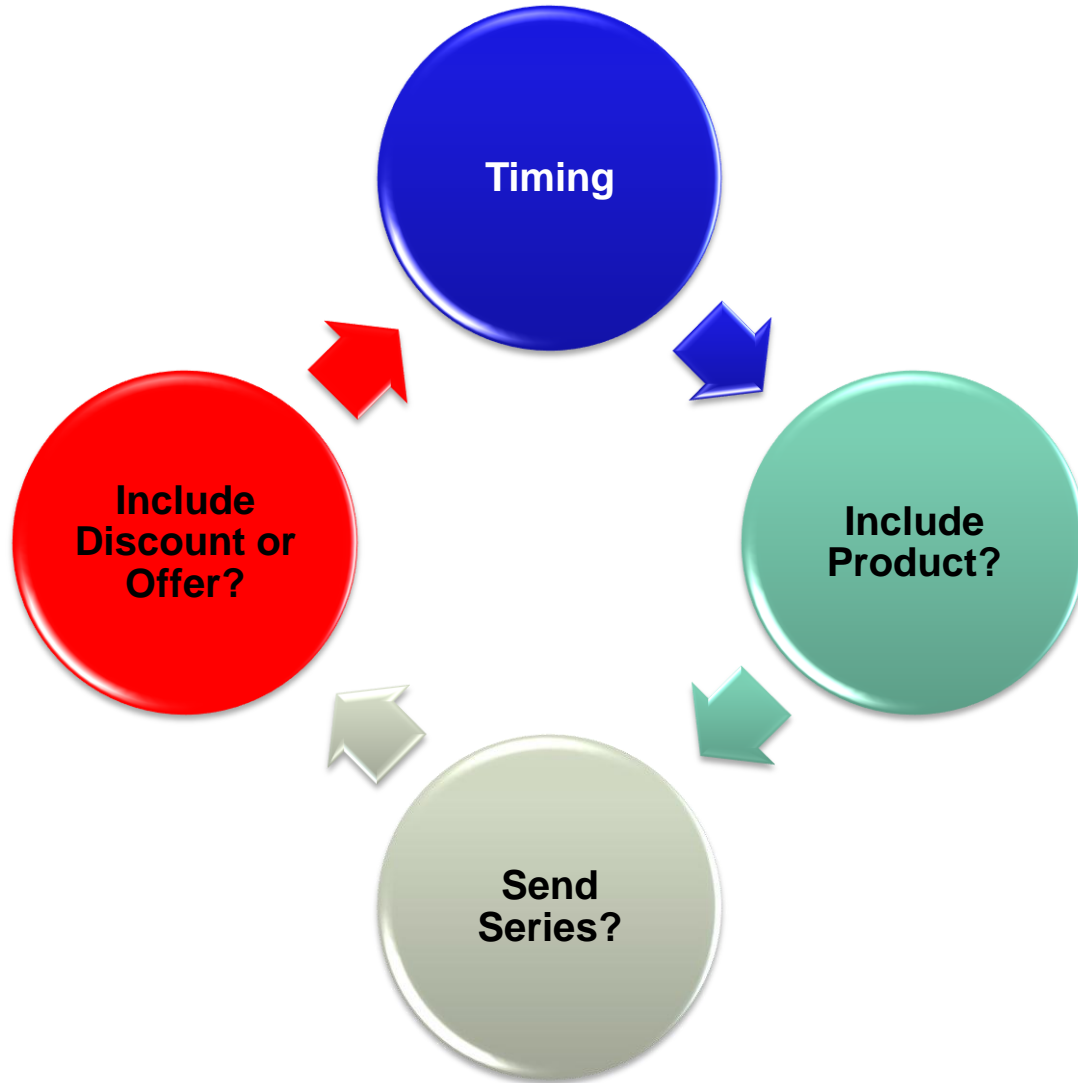 Timing
Include
Product?
Send
Series?
Include
Discount or
Offer?